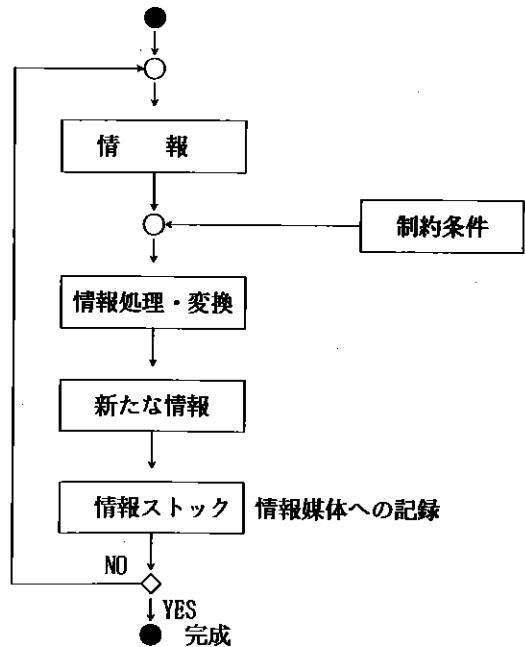 情　報
制約条件
情報処理・変換
新たな情報
情報ストック 情報媒体への記録
NO
YES
完成